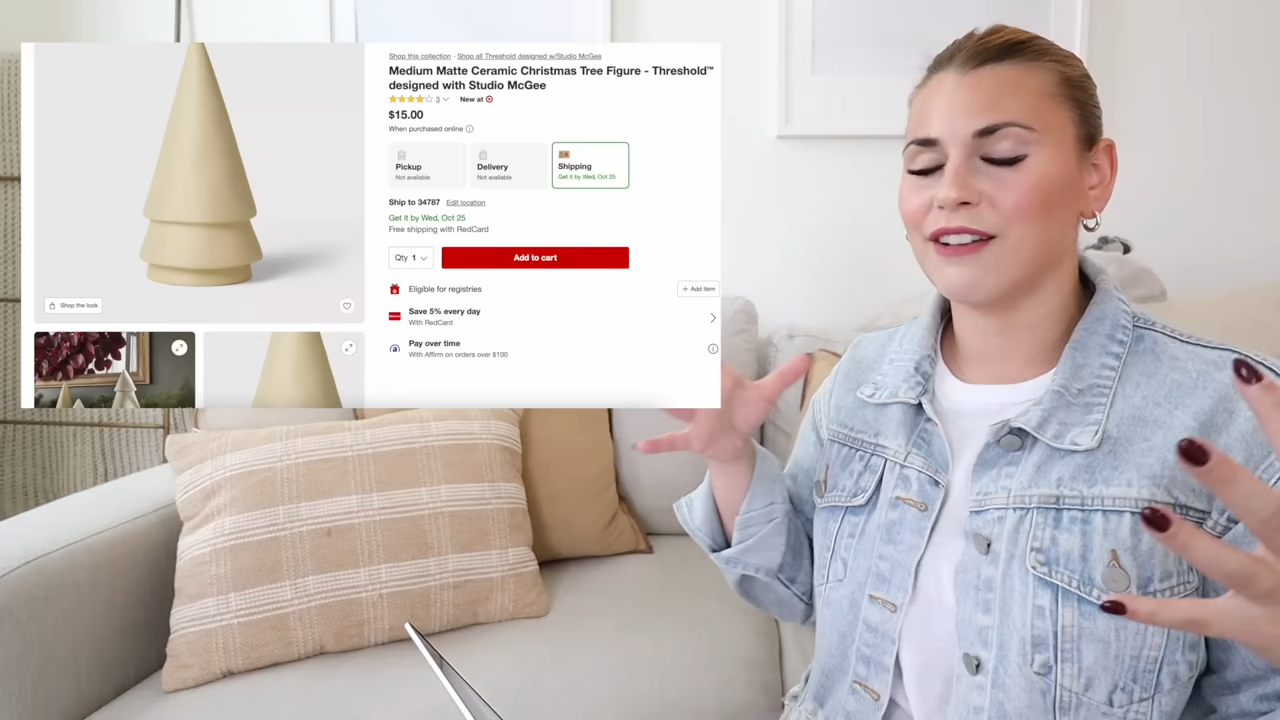 Shop this collection · Shop all Threshold designed w/Studio McGee
Medium Matte Ceramic Christmas Tree Figure - Threshold™
designed with Studio McGee
3
New at
$15.00
When purchased online
Pickup
Not available
Delivery
Not available
Shipping
Get it by Wed, Oct 25
Ship to 34787 Edit location
Get it by Wed, Oct 25
Free shipping with RedCard
Qty 1
Add to cart
Eligible for registries
+ Add item
Save 5% every day
With RedCard
Pay over time
With Affirm on orders over $100
Shop the look